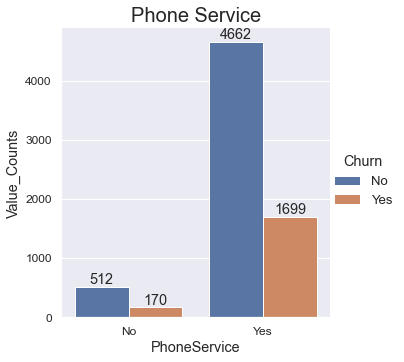 Phone Service
4662
4000
3000
Value_Counts
Churn
No
Yes
2000
1699
1000
512
170
0
No
Yes
PhoneService